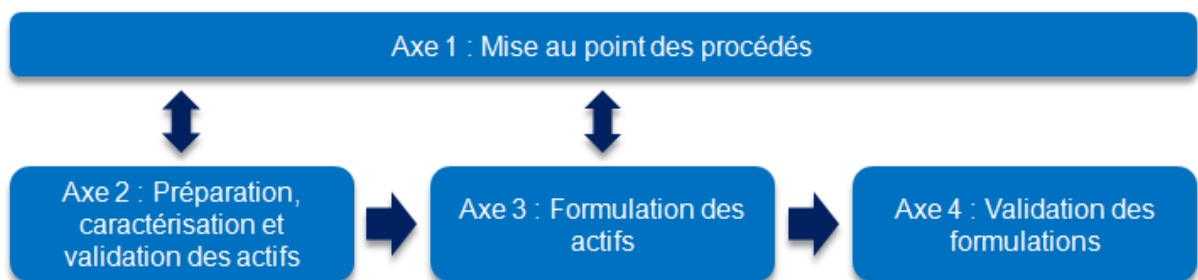 Axe 1 : Mise au point des procédés
Axe 2 : Préparation,
caractérisation et
validation des actifs
Axe 3 : Formulation des
actifs
Axe 4 : Validation des
formulations